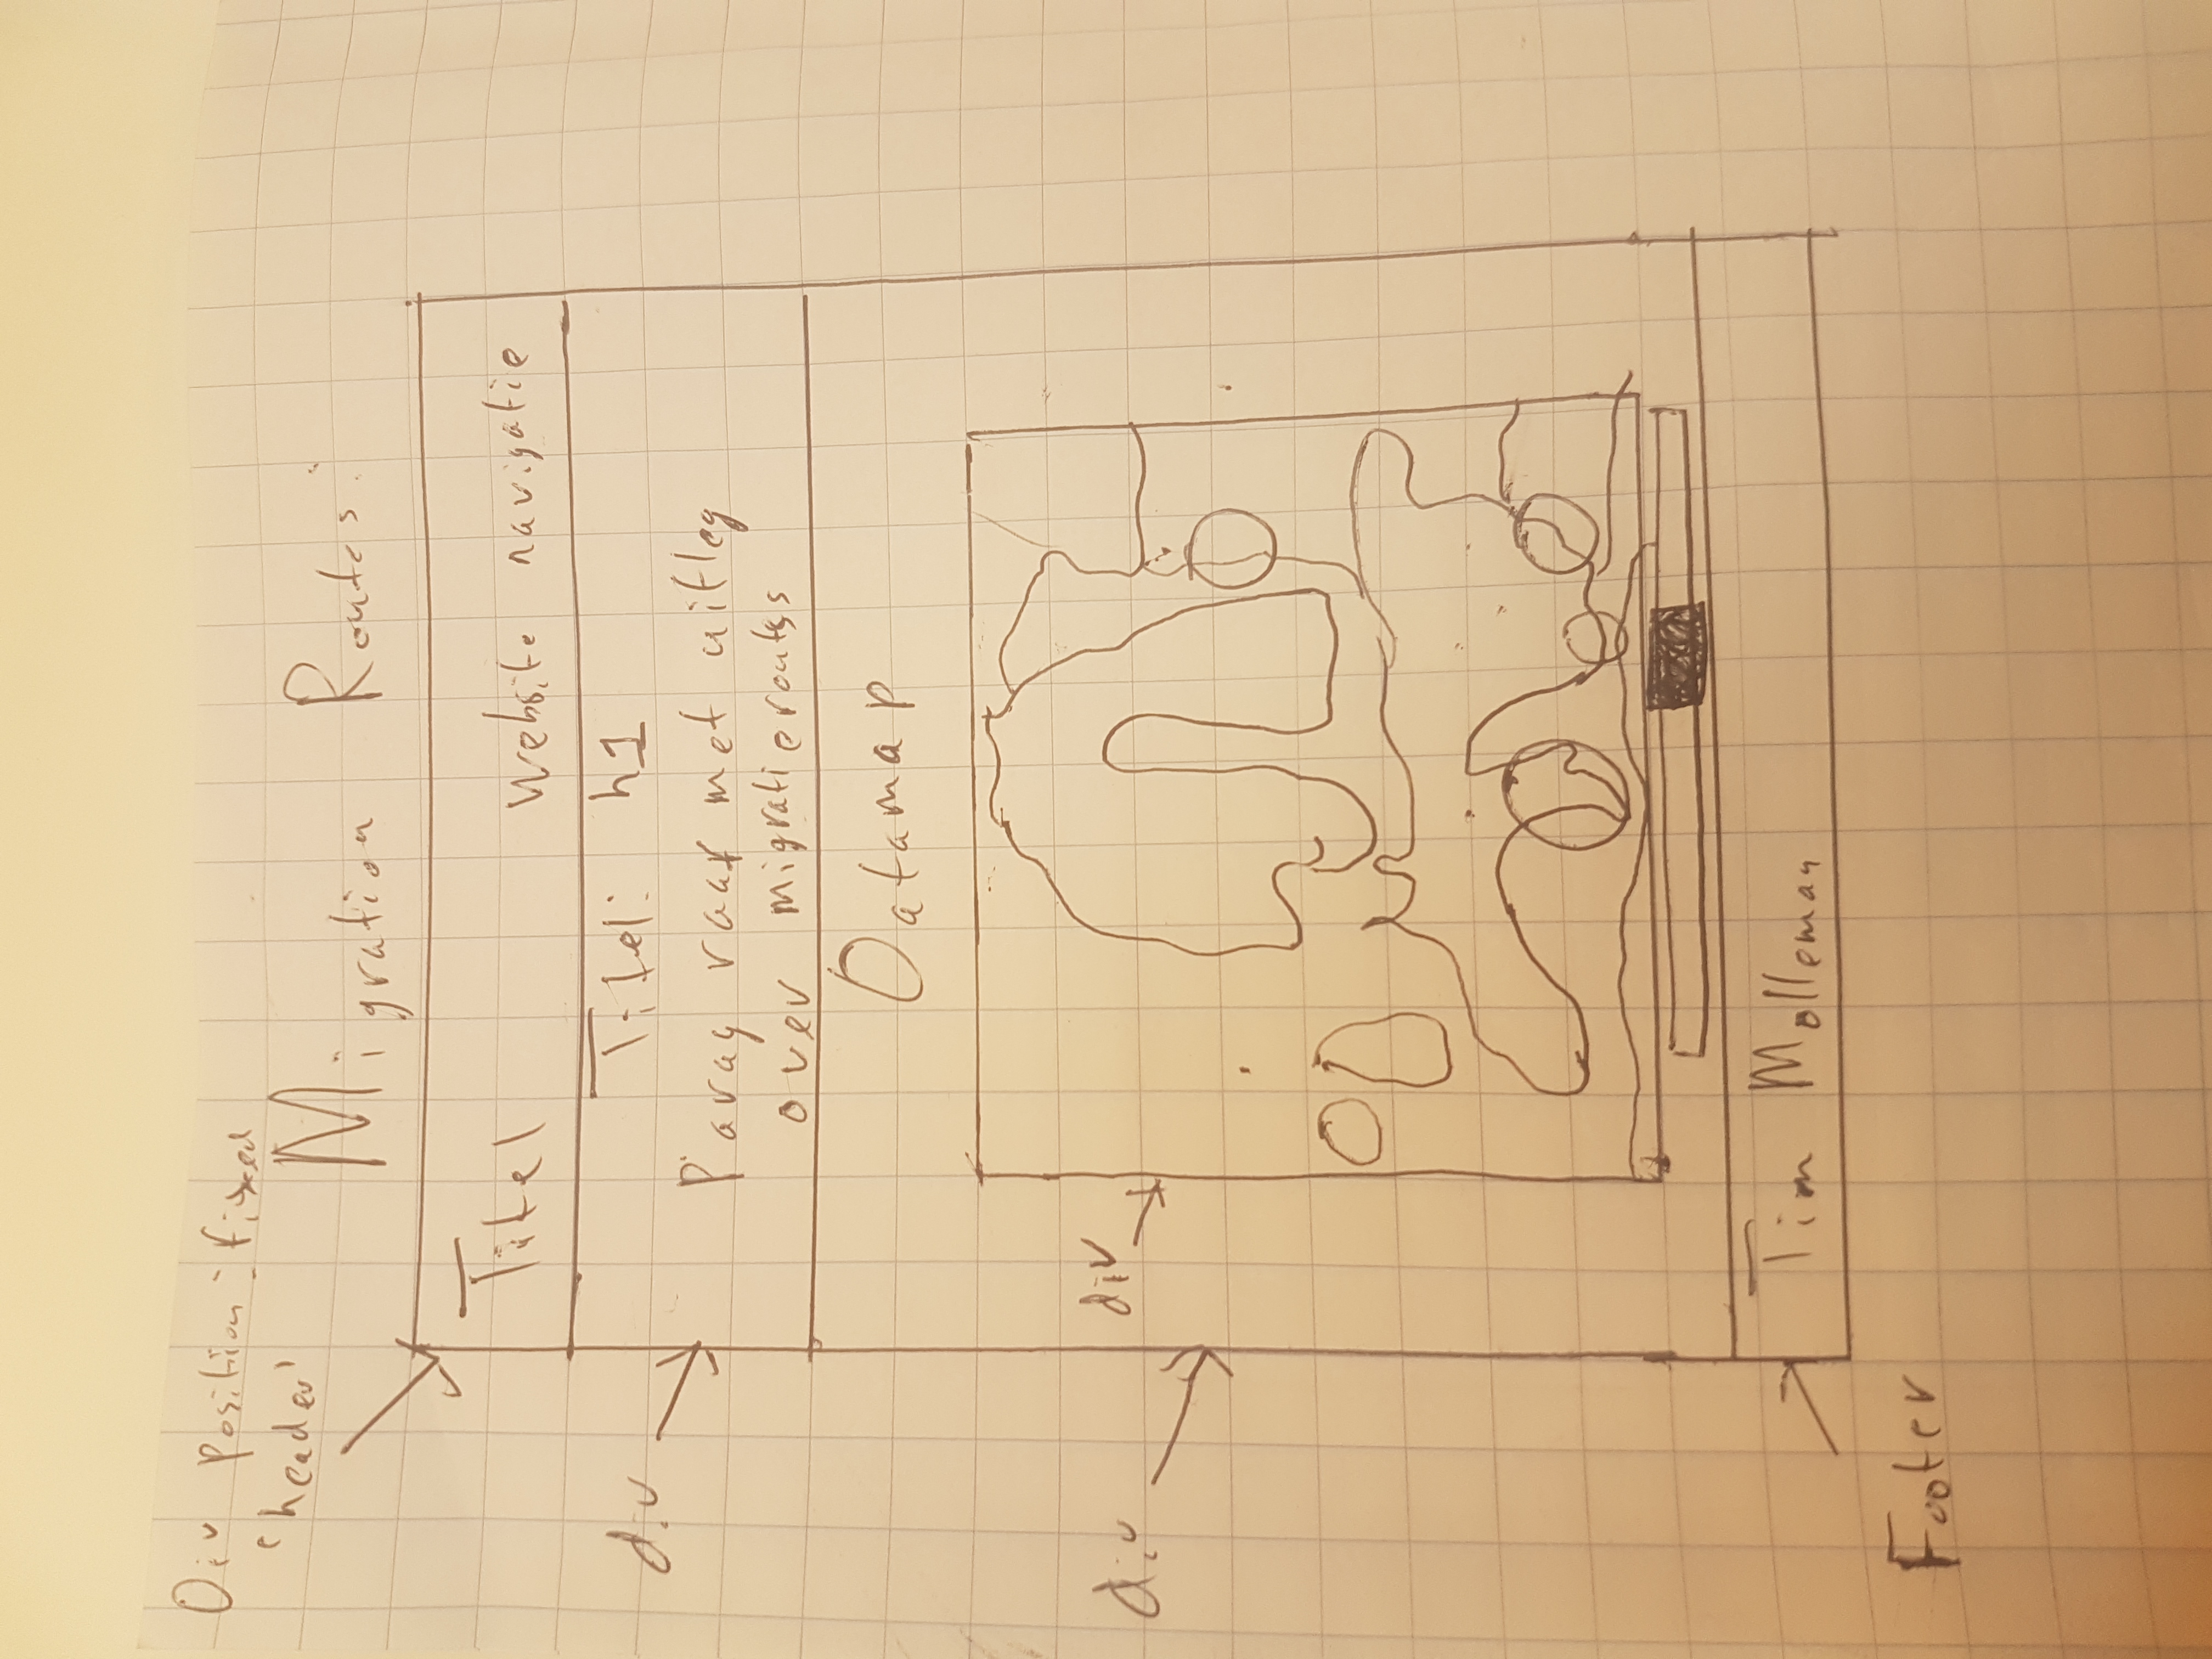 Div position: fixed
'header'
Migration Routes:
Titel website navigatie
div
Titel: h1
Paragraaf met uitleg
over migratieroutes
Datamap
div
div
Tim Molleman
Footer